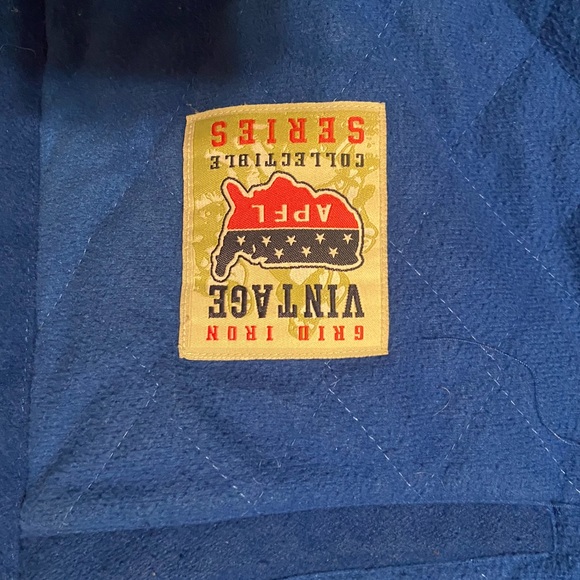 GRID IRON
VINTAGE
APFL
COLLECTIBLE
SERIES